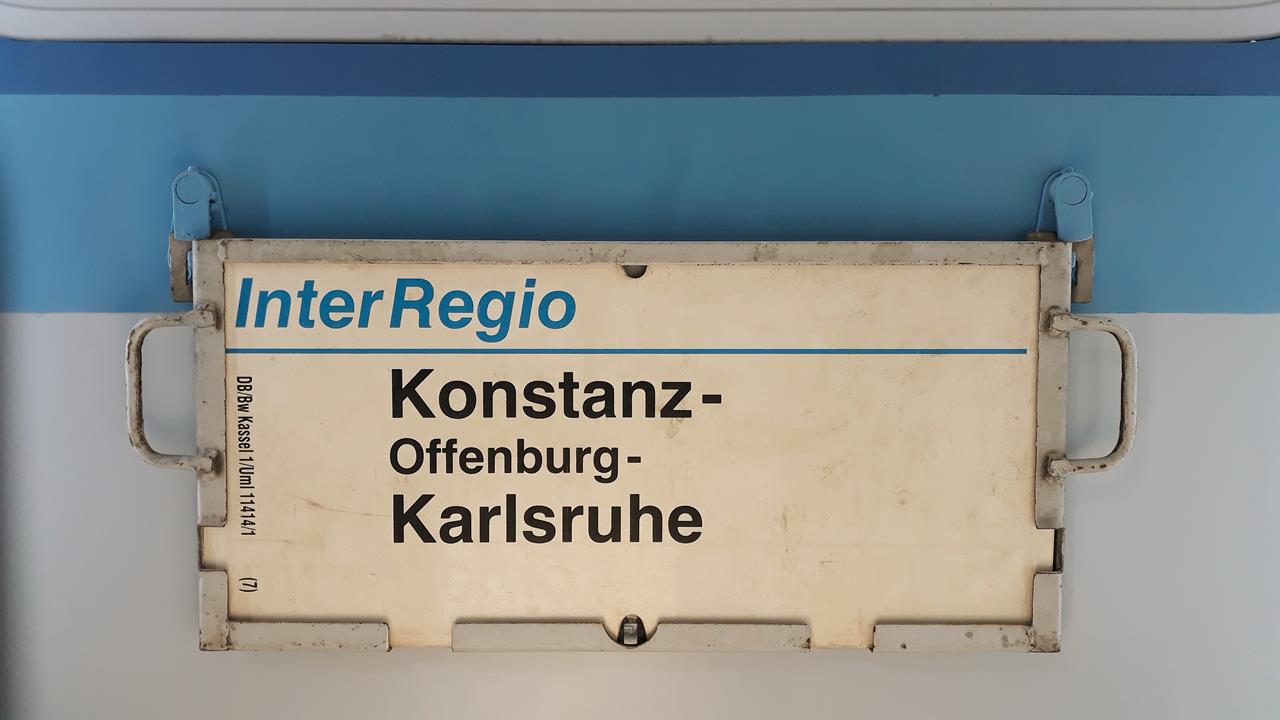 InterRegio
Konstanz-
Offenburg-
Karlsruhe
DB/Bw Kassel 1/Uml 11414/1 (7)